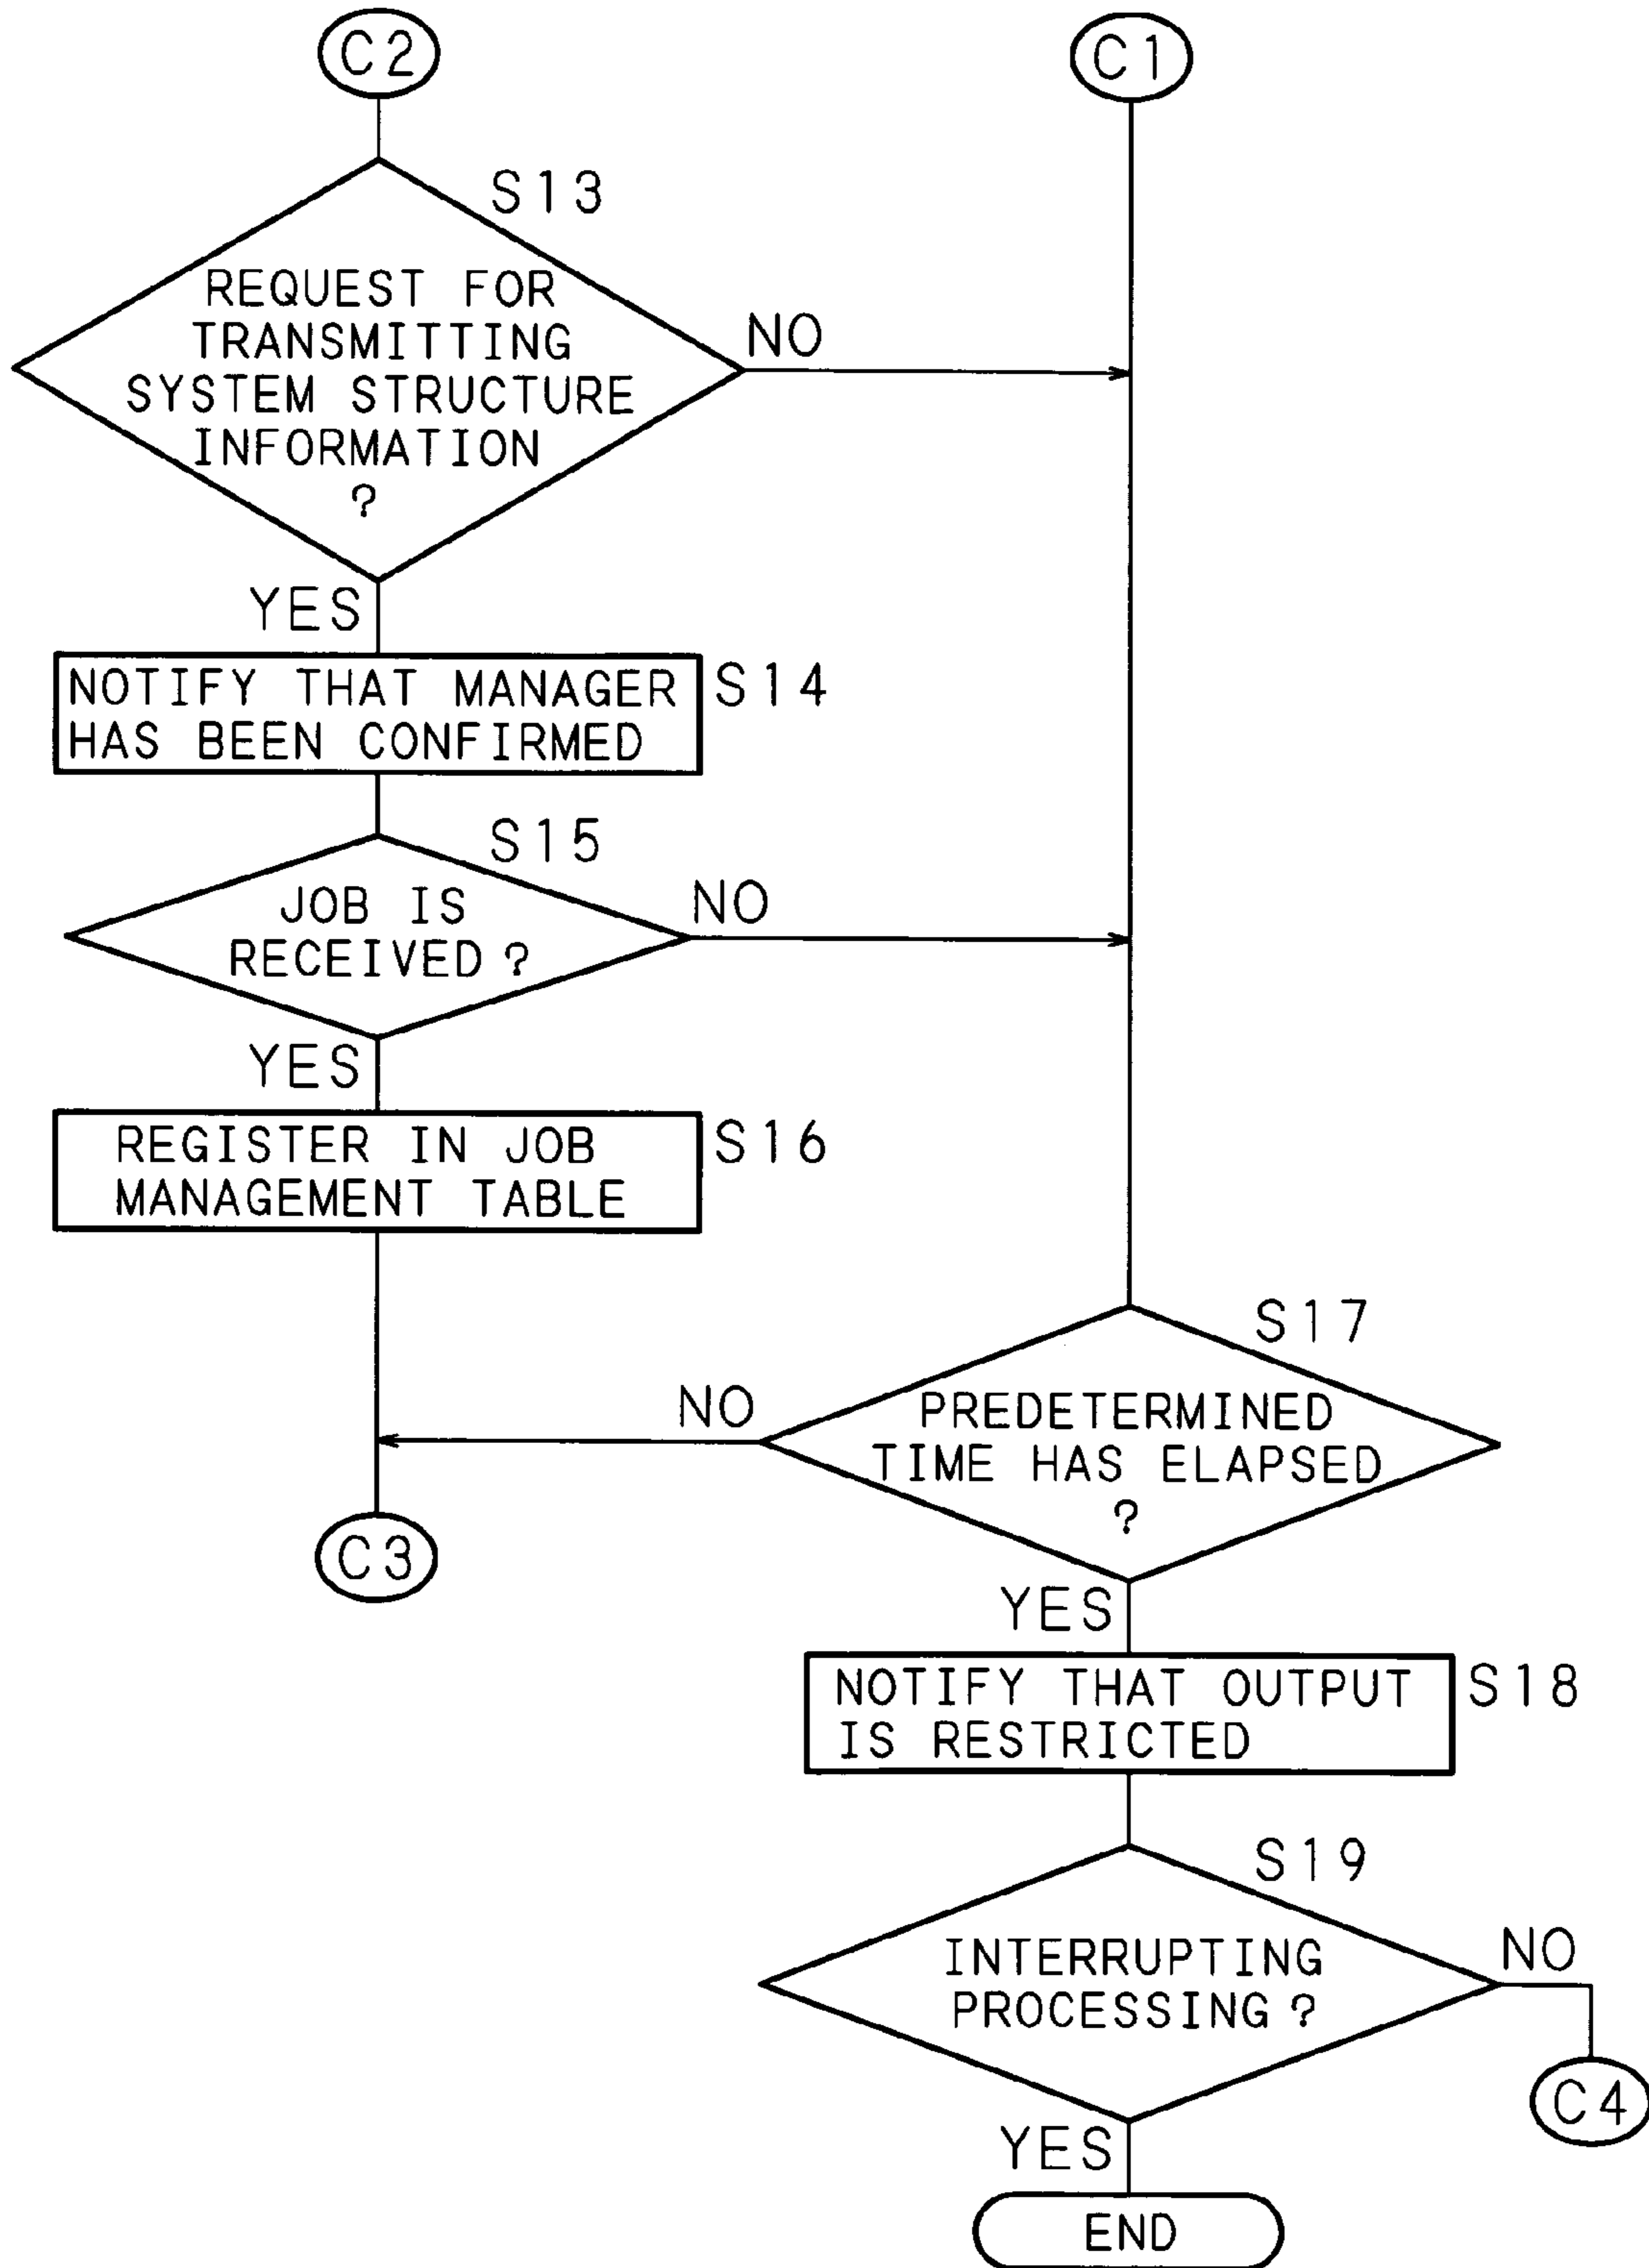 C2
C1
S13
REQUEST FOR
TRANSMITTING
SYSTEM STRUCTURE
INFORMATION
?
NO
YES
NOTIFY THAT MANAGER
HAS BEEN CONFIRMED
S14
S15
JOB IS
RECEIVED ?
NO
YES
REGISTER IN JOB
MANAGEMENT TABLE
S16
S17
PREDETERMINED
TIME HAS ELAPSED
?
NO
C3
YES
NOTIFY THAT OUTPUT
IS RESTRICTED
S18
S19
INTERRUPTING
PROCESSING ?
NO
C4
YES
END